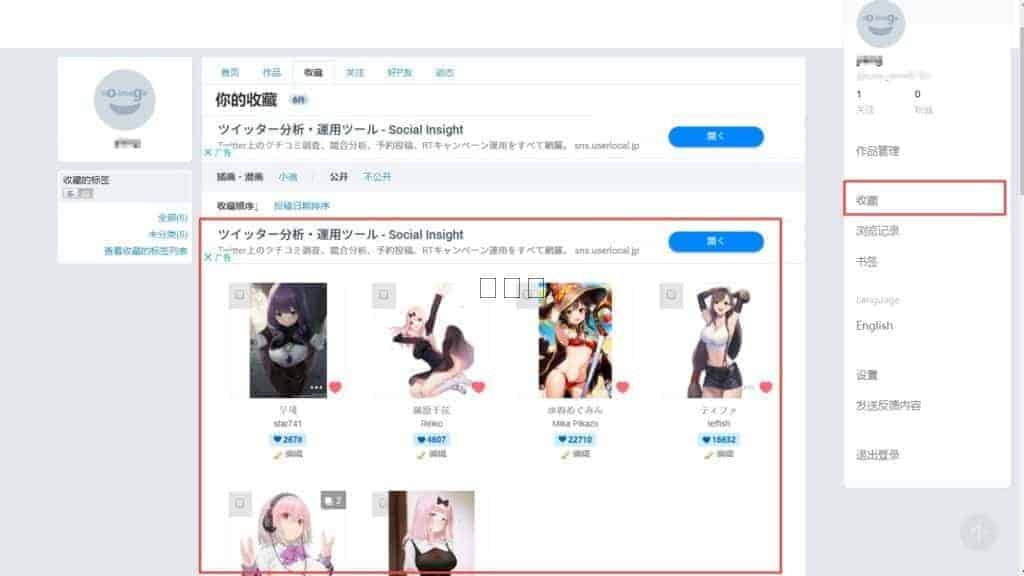 首页 作品 收藏 关注 好P友 动态
你的收藏 6件
ツイッター分析・運用ツール - Social Insight
Twitter上のクチコミ調査、競合分析、予約投稿、RTキャンペーン運用をすべて網羅。 sns.userlocal.jp
開く
广告
插画・漫画 小说 公开 不公开
收藏顺序↓ 投稿日期排序
收藏的标签
全部(6)
未分类(6)
查看收藏的标签列表
ツイッター分析・運用ツール - Social Insight
Twitter上のクチコミ調査、競合分析、予約投稿、RTキャンペーン運用をすべて網羅。 sns.userlocal.jp
開く
广告
star741
2678
编辑
藤原千花
Reiko
4807
编辑
水着めぐみん
Mika Pikazo
22710
编辑
ティファ
leffish
16632
编辑
2
1 0
关注 粉丝
作品管理
收藏
浏览记录
书签
Language
English
设置
发送反馈内容
退出登录